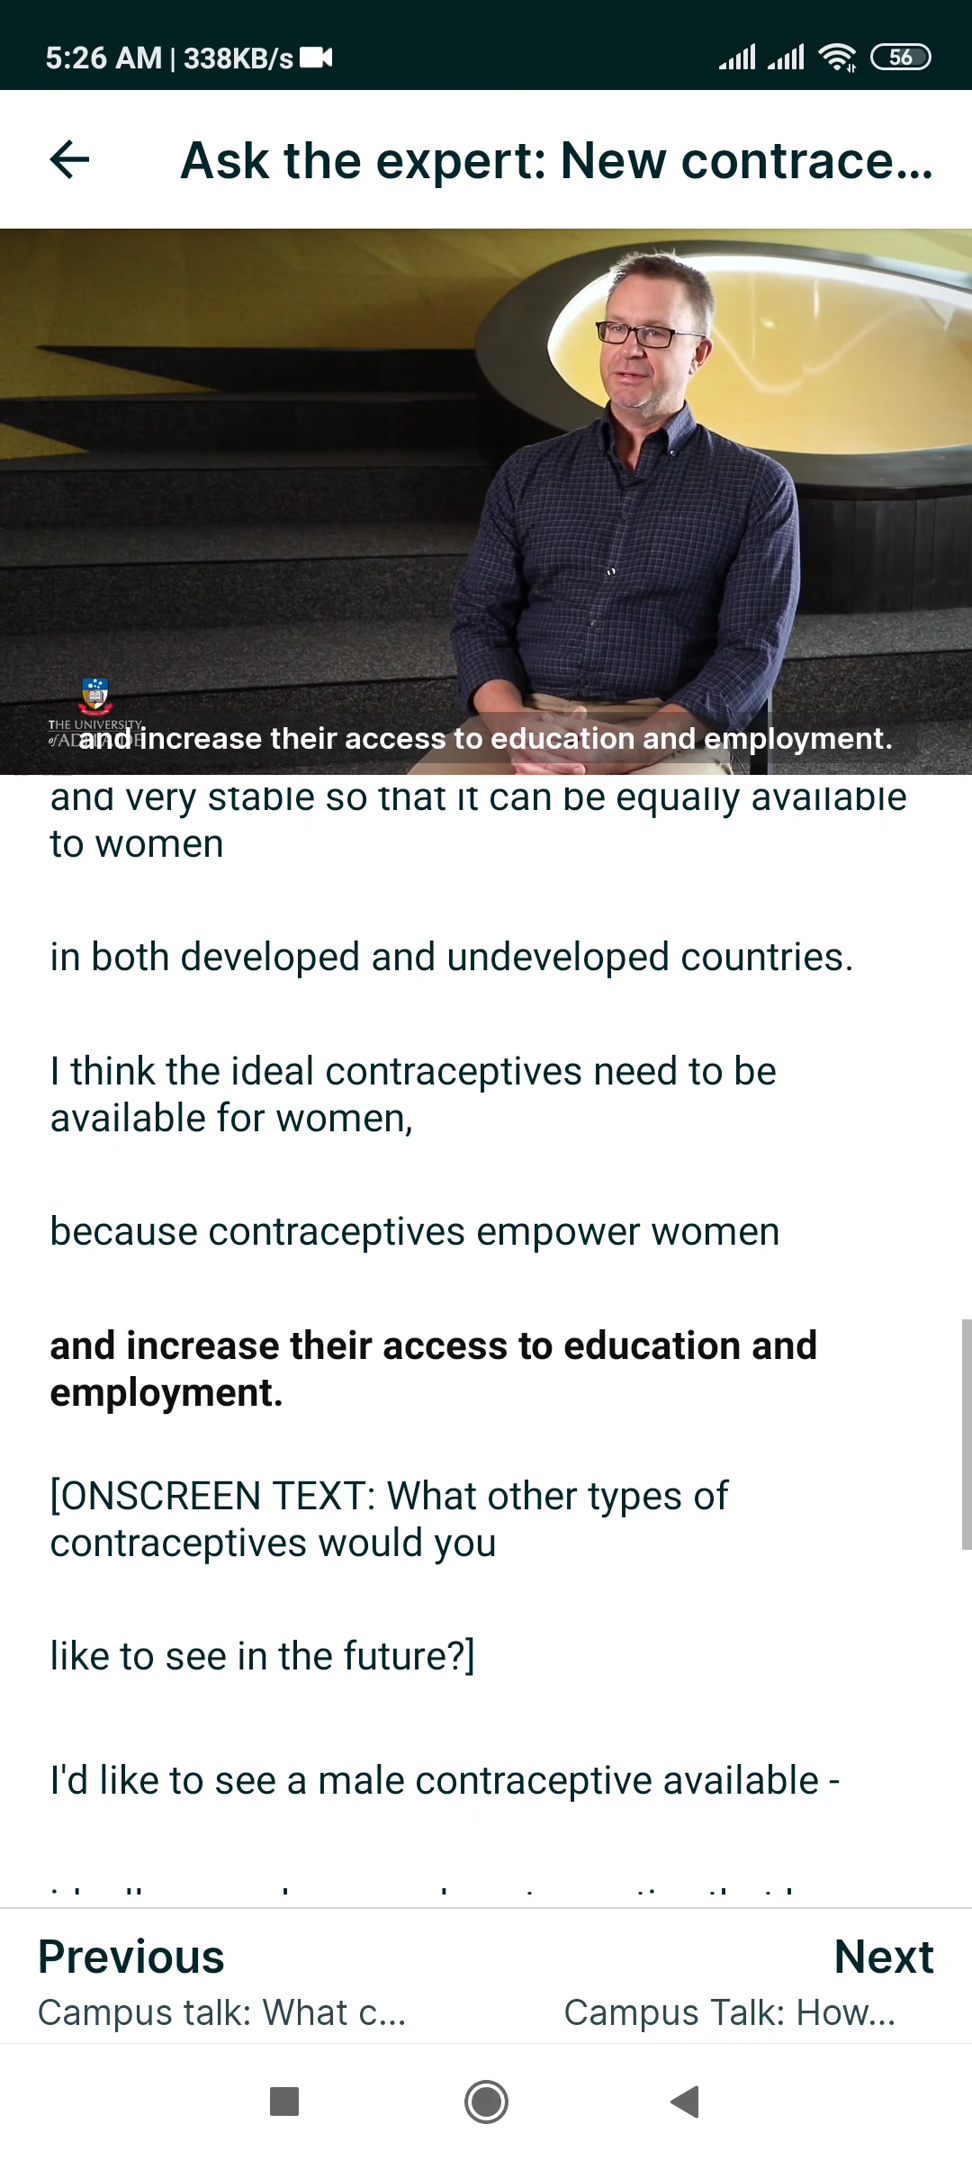 5:26 AM | 338KB/s
56
Ask the expert: New contrace...
THE UNIVERSITY
and increase their access to education and employment.
and very stable so that it can be equally available
to women
in both developed and undeveloped countries.
I think the ideal contraceptives need to be
available for women,
because contraceptives empower women
and increase their access to education and
employment.
[ONSCREEN TEXT: What other types of
contraceptives would you
like to see in the future?]
I'd like to see a male contraceptive available -
Previous
Next
Campus talk: What c...
Campus Talk: How...